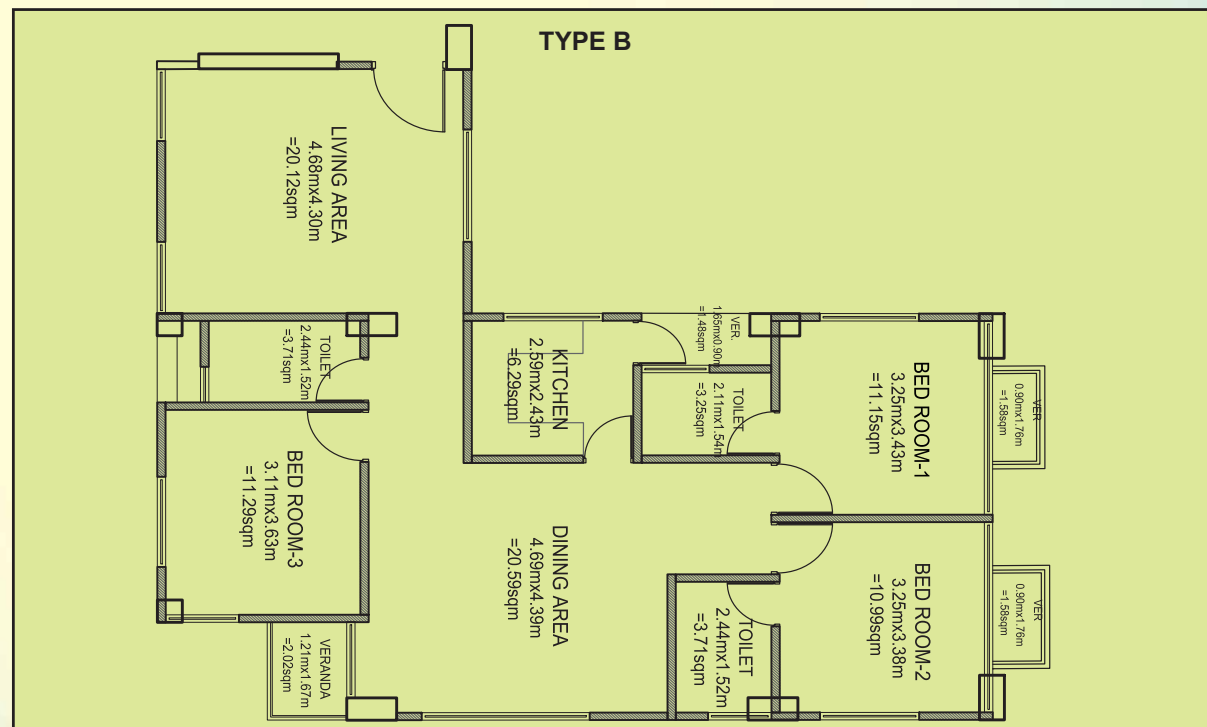 TYPE B
LIVING AREA
4.68mx4.30m
=20.12sqm
TOILET
2.44mx1.52m
=3.71sqm
KITCHEN
2.59mx2.43m
=6.29sqm
VER.
1.65mx0.90m
=1.48sqm
TOILET
2.11mx1.54m
=3.25sqm
BED ROOM-1
3.25mx3.43m
=11.15sqm
VER
0.90mx1.76m
=1.58sqm
BED ROOM-3
3.11mx3.63m
=11.29sqm
DINING AREA
4.69mx4.39m
=20.59sqm
BED ROOM-2
3.25mx3.38m
=10.99sqm
VER
0.90mx1.76m
=1.58sqm
TOILET
2.44mx1.52m
=3.71sqm
VERANDA
1.21mx1.67m
=2.02sqm